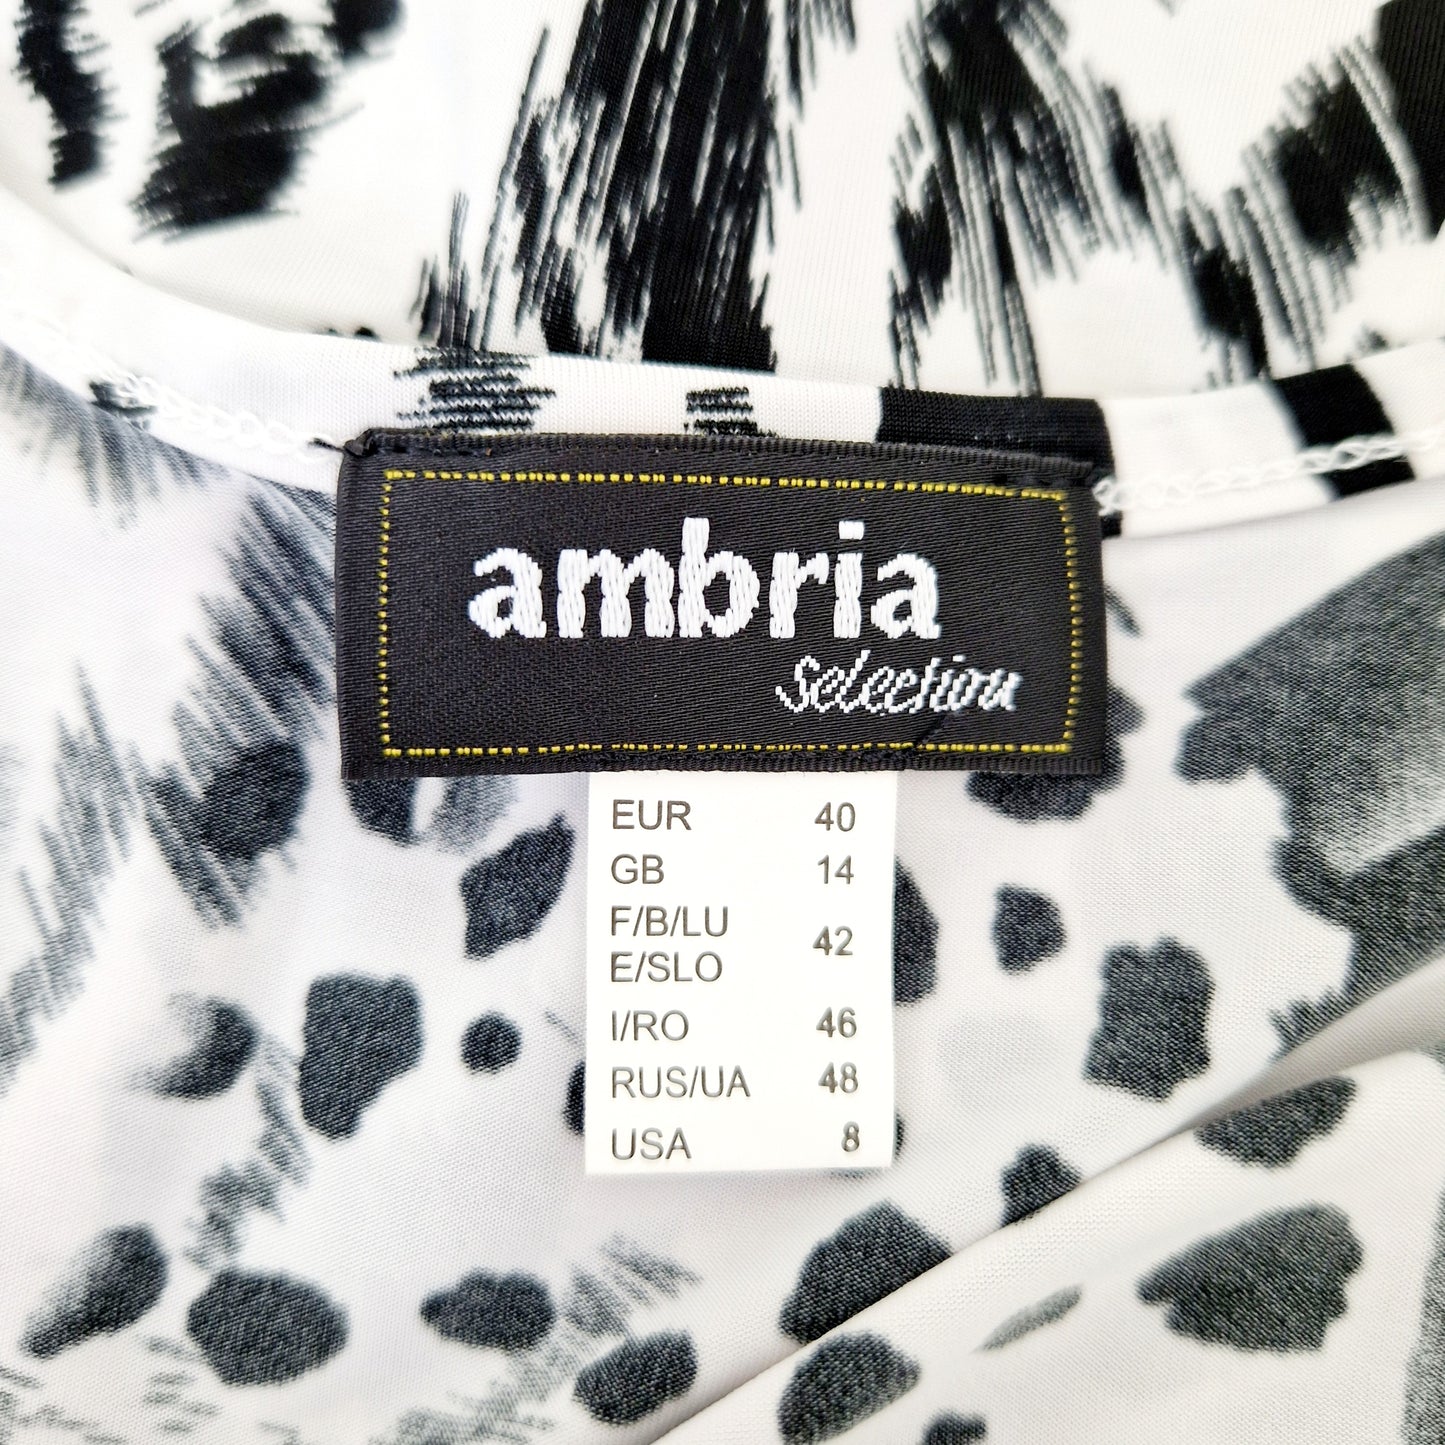 ambria
selection
EUR 40
GB 14
F/B/LU
E/SLO 42
I/RO 46
RUS/UA 48
USA 8